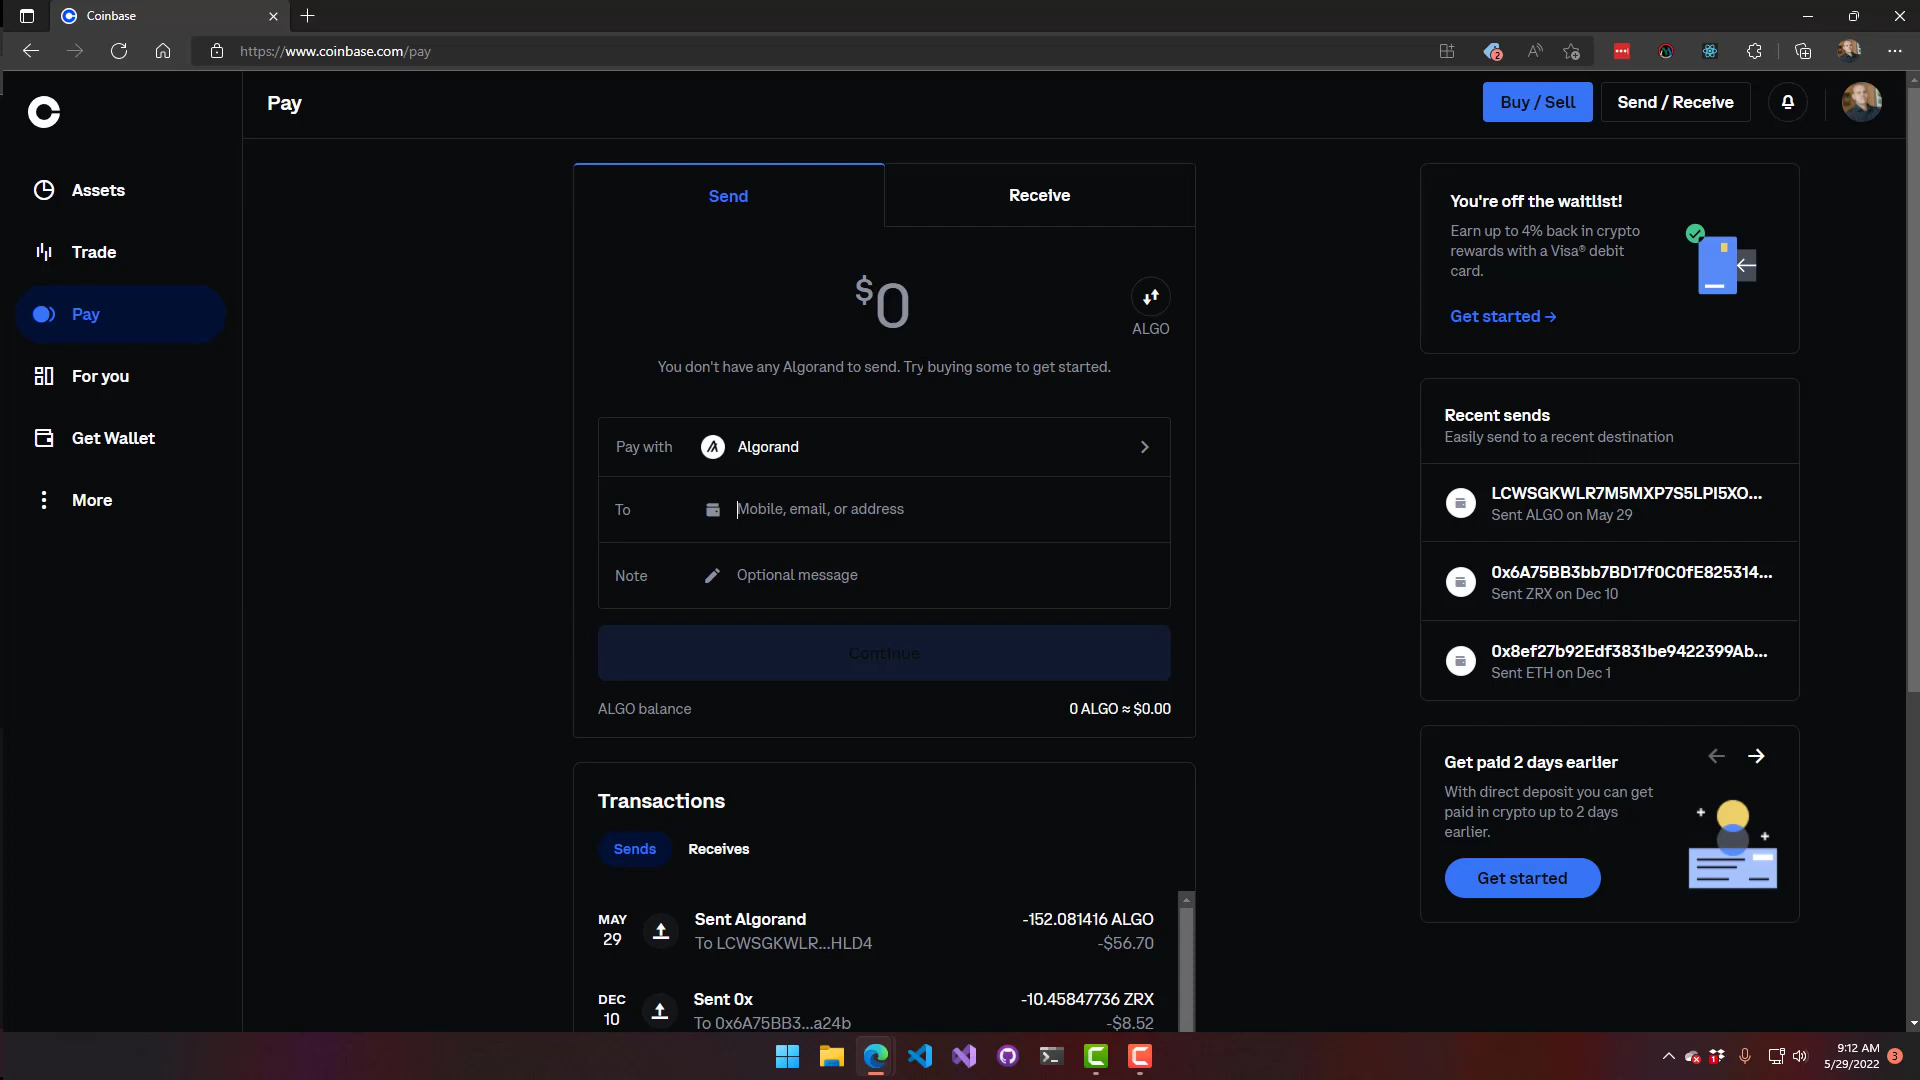 Coinbase
https://www.coinbase.com/pay
2
Pay
Buy / Sell
Send / Receive
Assets
Trade
Pay
For you
Get Wallet
More
Send
Receive
$0
ALGO
You don't have any Algorand to send. Try buying some to get started.
Pay with
Algorand
To
Mobile, email, or address
Note
Optional message
Continue
ALGO balance
0 ALGO ≈ $0.00
Transactions
Sends
Receives
MAY
29
Sent Algorand
To LCWSGKWLR...HLD4
-152.081416 ALGO
-$56.70
DEC
10
Sent 0x
To 0x6A75BB3...a24b
-10.45847736 ZRX
-$8.52
You're off the waitlist!
Earn up to 4% back in crypto
rewards with a Visa® debit
card.
Get started →
Recent sends
Easily send to a recent destination
LCWSGKWLR7M5MXP7S5LPI5XO...
Sent ALGO on May 29
0x6A75BB3bb7BD17f0C0fE825314...
Sent ZRX on Dec 10
0x8ef27b92Edf3831be9422399Ab...
Sent ETH on Dec 1
Get paid 2 days earlier
With direct deposit you can get
paid in crypto up to 2 days
earlier.
Get started
1
9:12 AM
5/29/2022
3